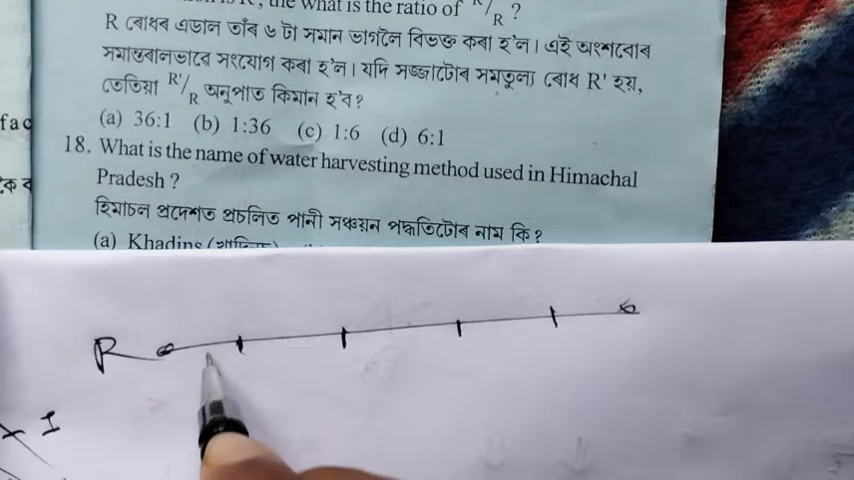 the what is the ratio of R'/R ?
R ৰোধৰ এডাল তাঁৰ ৬ টা সমান ভাগলৈ বিভক্ত কৰা হ'ল। এই অংশবোৰ
সমান্তৰালভাবে সংযোগ কৰা হ'ল। যদি সজ্জাটোৰ সমতুল্য ৰোধ R' হয়,
তেতিয়া R'/R অনুপাত কিমান হ'ব?
(a) 36:1 (b) 1:36 (c) 1:6 (d) 6:1
18. What is the name of water harvesting method used in Himachal
Pradesh ?
হিমাচল প্ৰদেশত প্ৰচলিত পানী সঞ্চয়ন পদ্ধতিটোৰ নাম কি?
(a) Khadins
fac
R
I